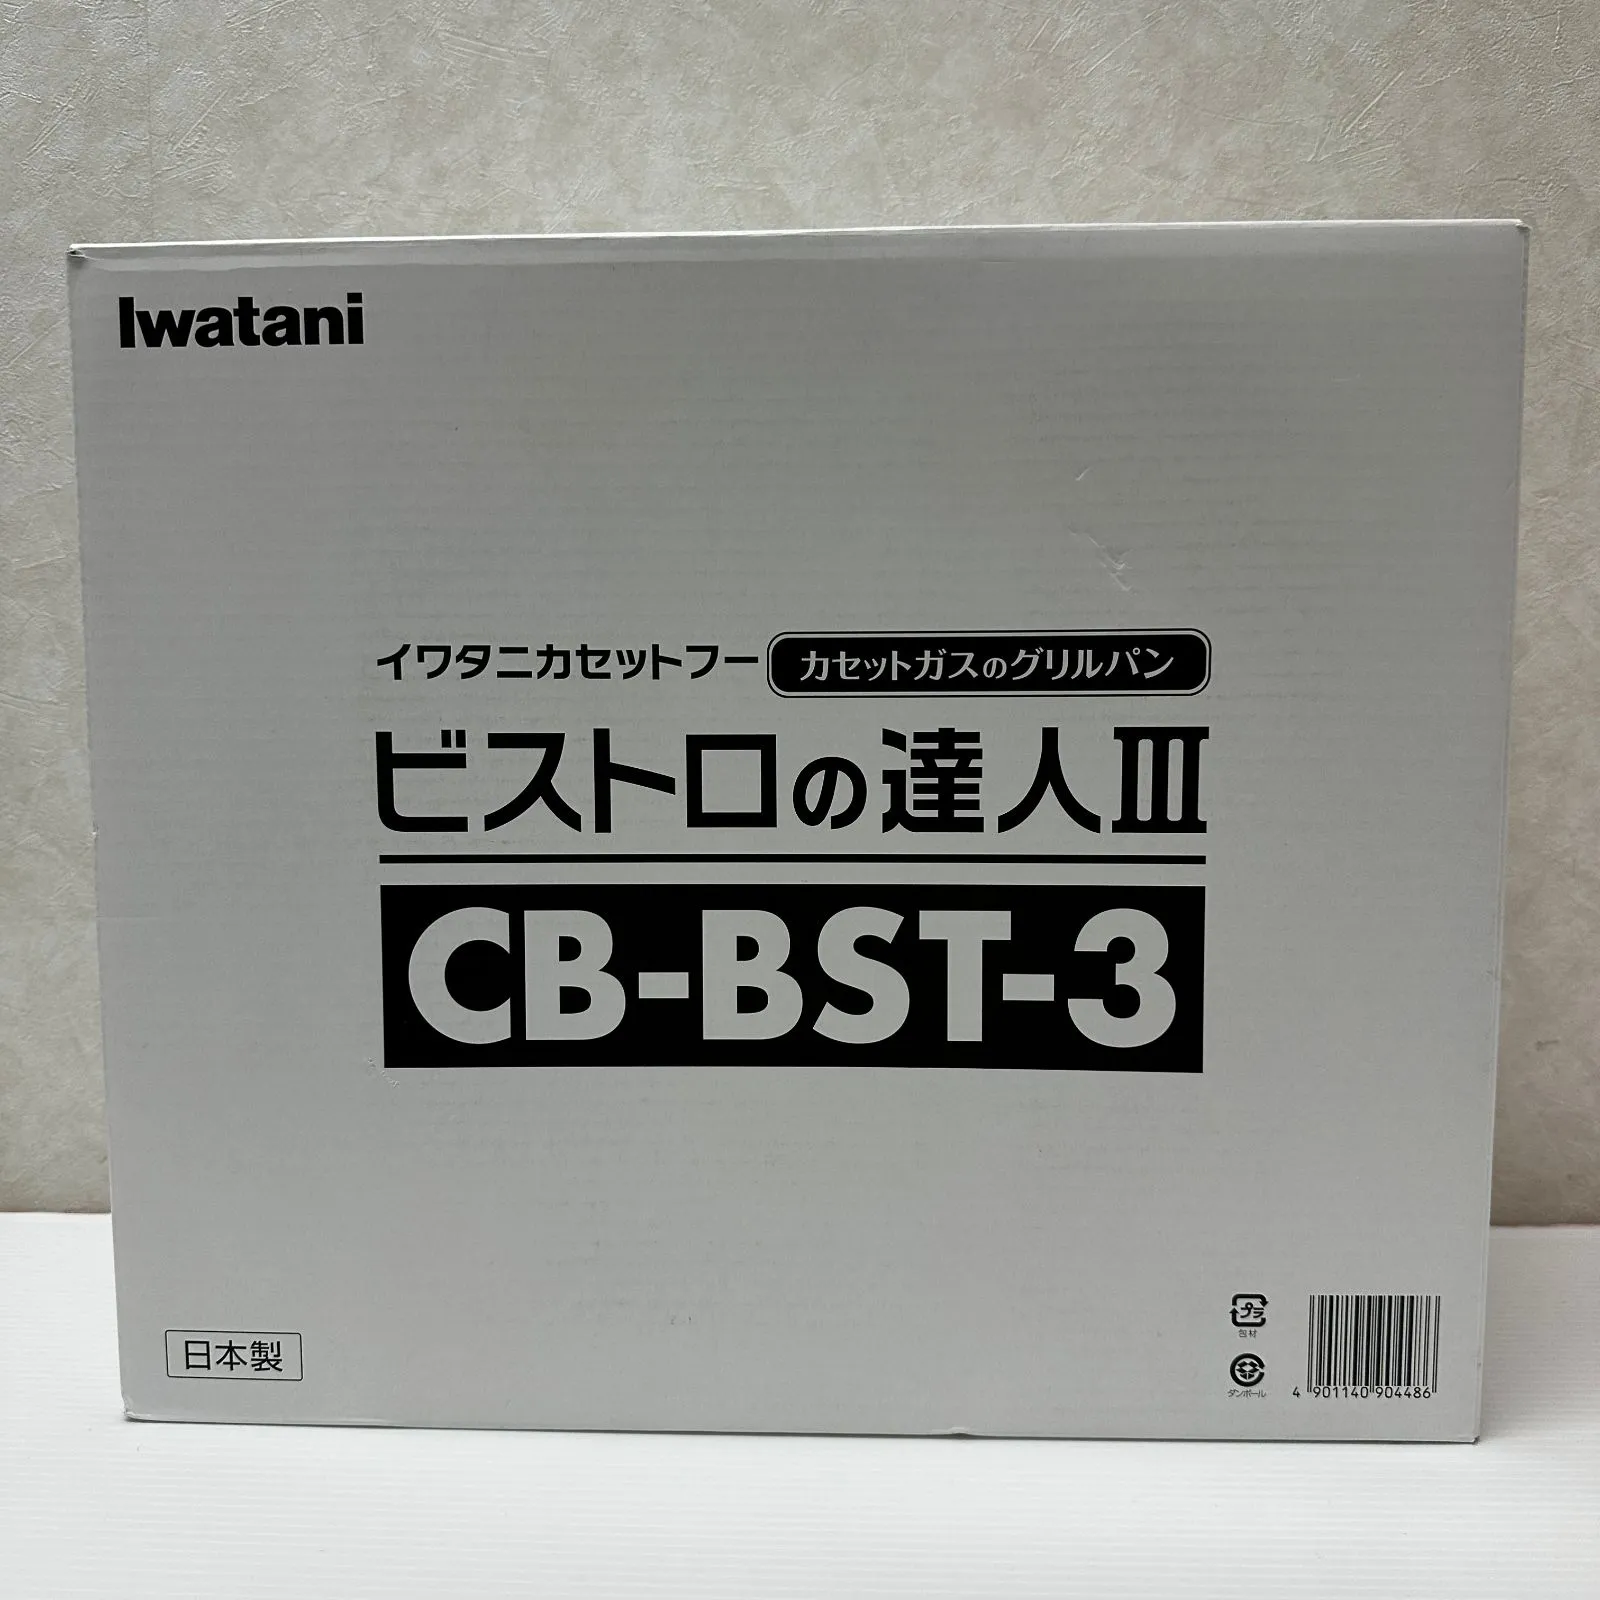 Iwatani
イワタニカセットフー カセットガスのグリルパン
ビストロの達人III
CB-BST-3
日本製
プラ
包材
ダンボール
4 901140 904486